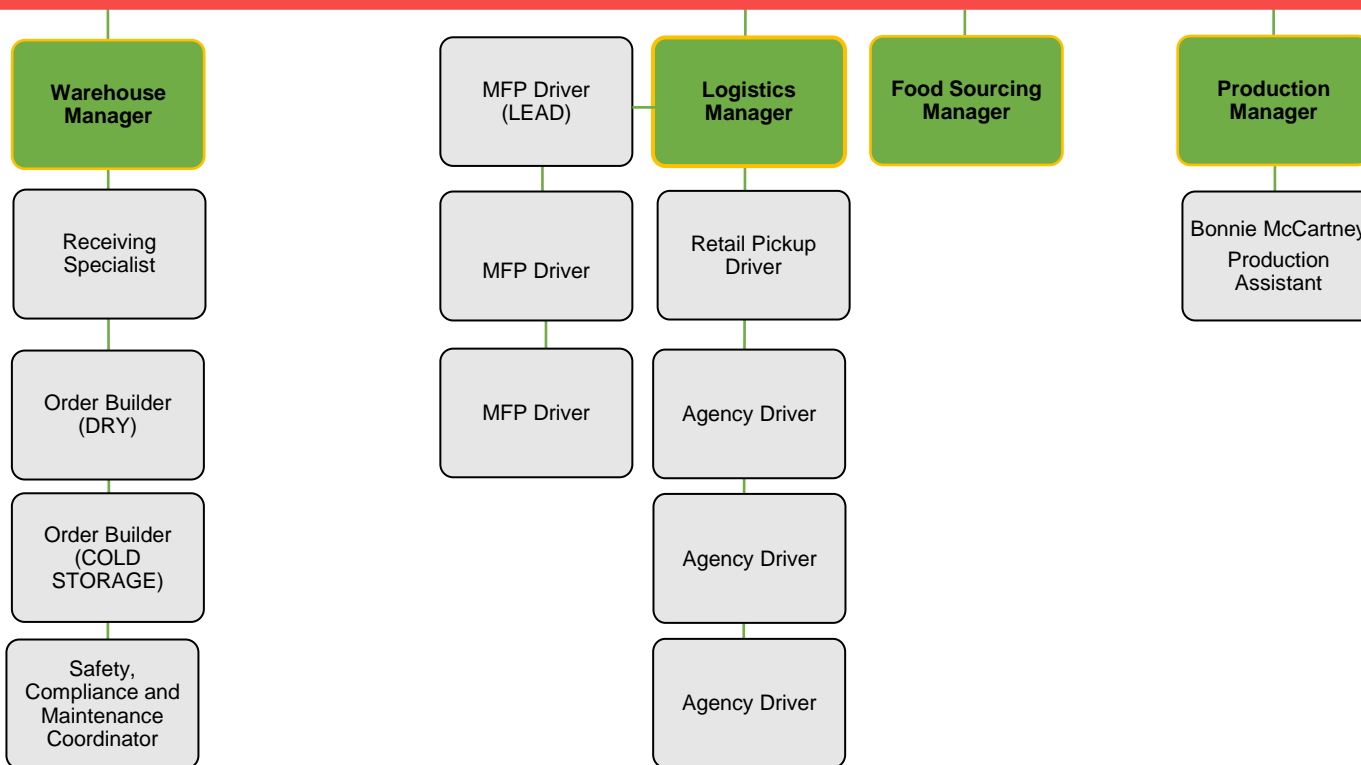 Warehouse
Manager
Receiving
Specialist
Order Builder
(DRY)
Order Builder
(COLD
STORAGE)
Safety,
Compliance and
Maintenance
Coordinator
MFP Driver
(LEAD)
MFP Driver
MFP Driver
Logistics
Manager
Retail Pickup
Driver
Agency Driver
Agency Driver
Agency Driver
Food Sourcing
Manager
Production
Manager
Bonnie McCartney
Production
Assistant